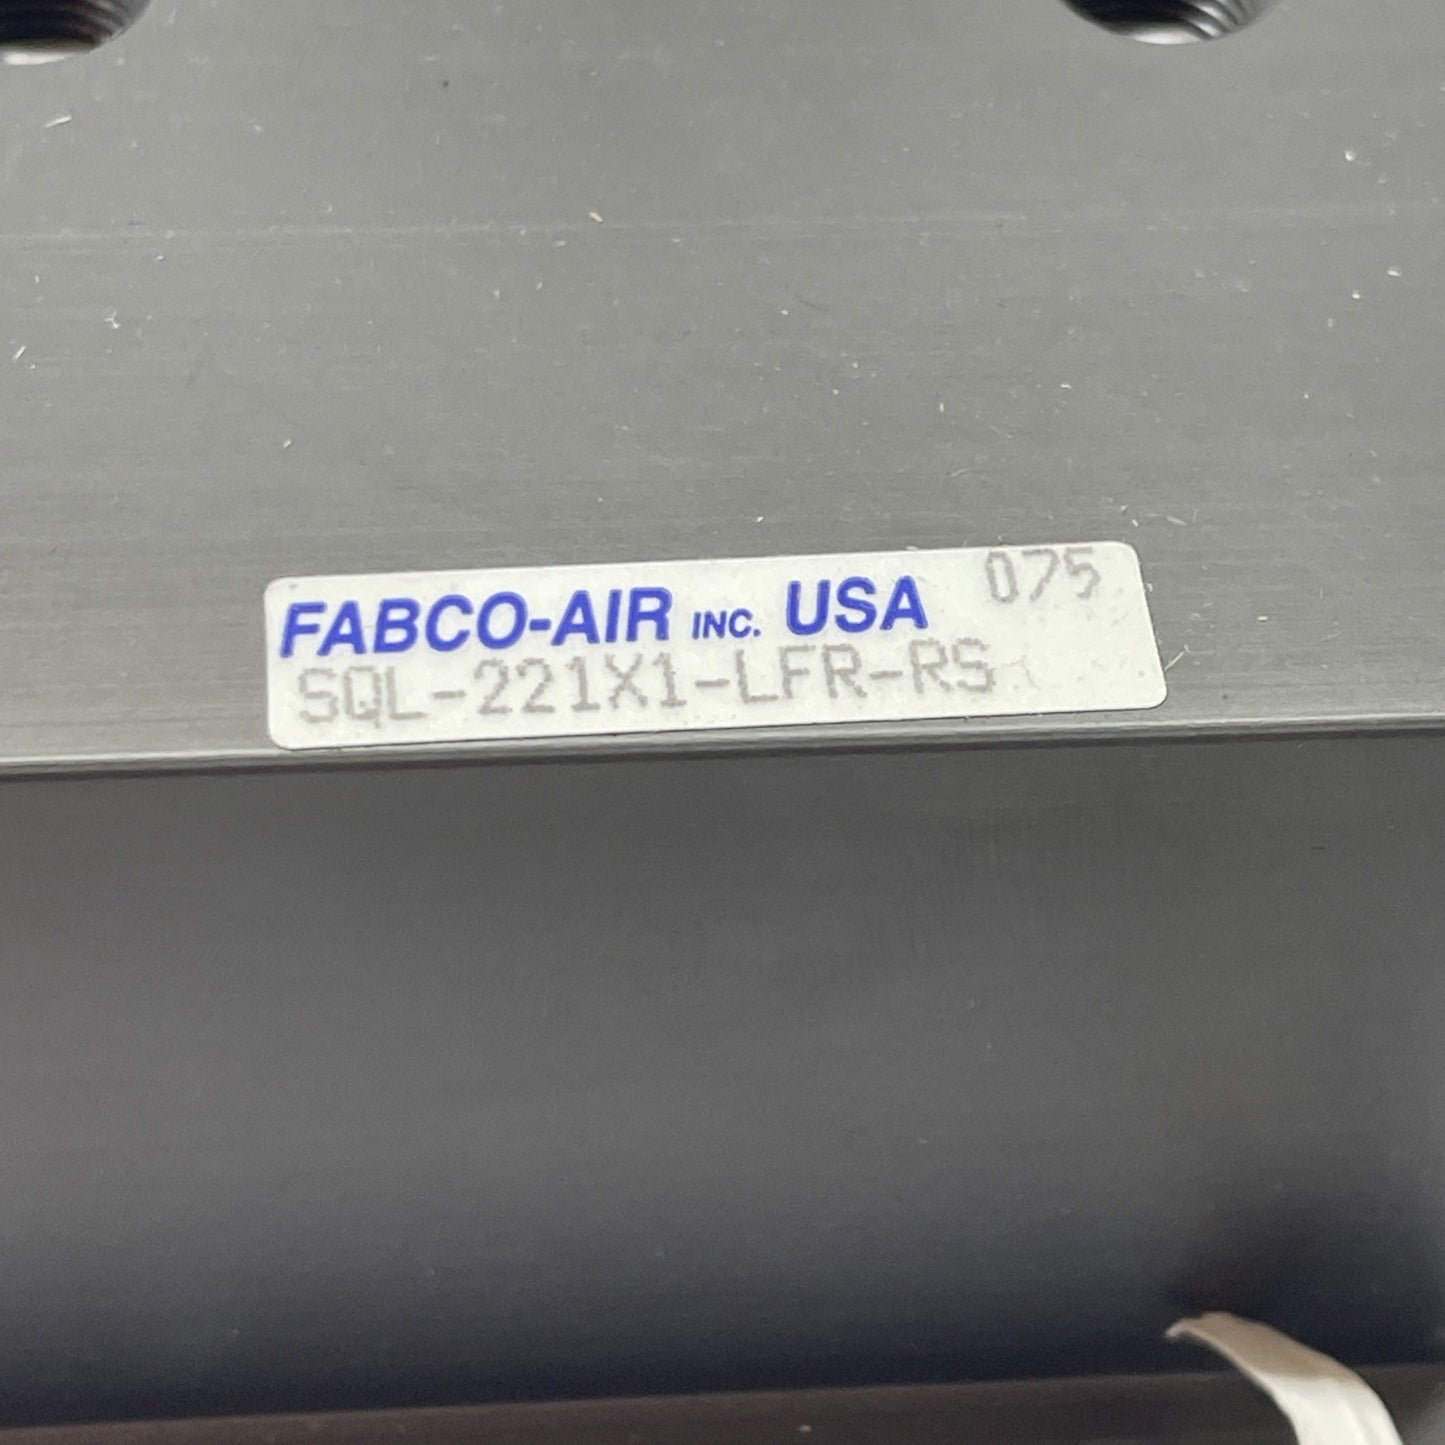 FABCO-AIR INC. USA 075
SQL-221X1-LFR-RS